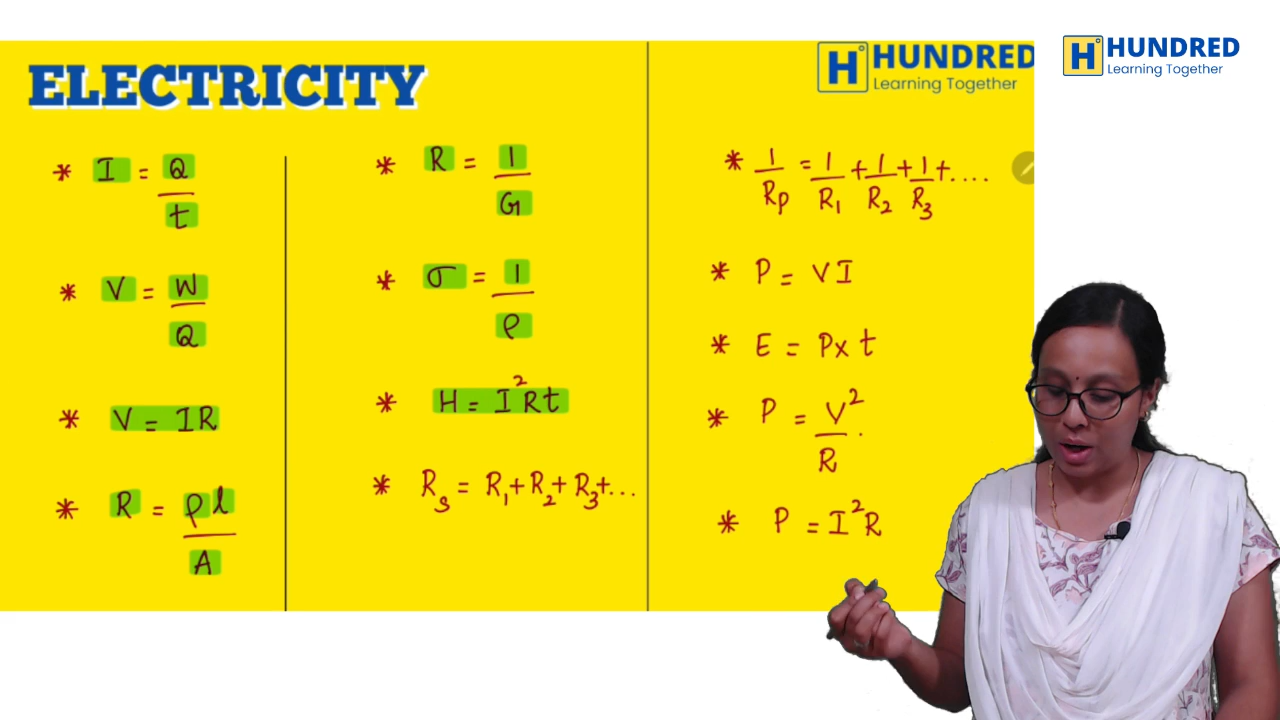 ELECTRICITY
HUNDRED
Learning Together
HUNDRED
Learning Together
* I = Q/t
* V = W/Q
* V = IR
* R = ρl/A
* R = 1/G
* σ = 1/ρ
* H = I²Rt
* Rs = R₁+R₂+R₃+...
* 1/Rp = 1/R₁+1/R₂+1/R₃+....
* P = VI
* E = Px t
* P = V²/R.
* P = I²R